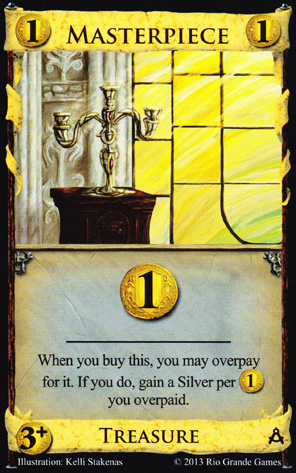 1 MASTERPIECE 1
1
When you buy this, you may overpay
for it. If you do, gain a Silver per 1
you overpaid.
3+ TREASURE
Illustration: Kelli Stakenas © 2013 Rio Grande Games